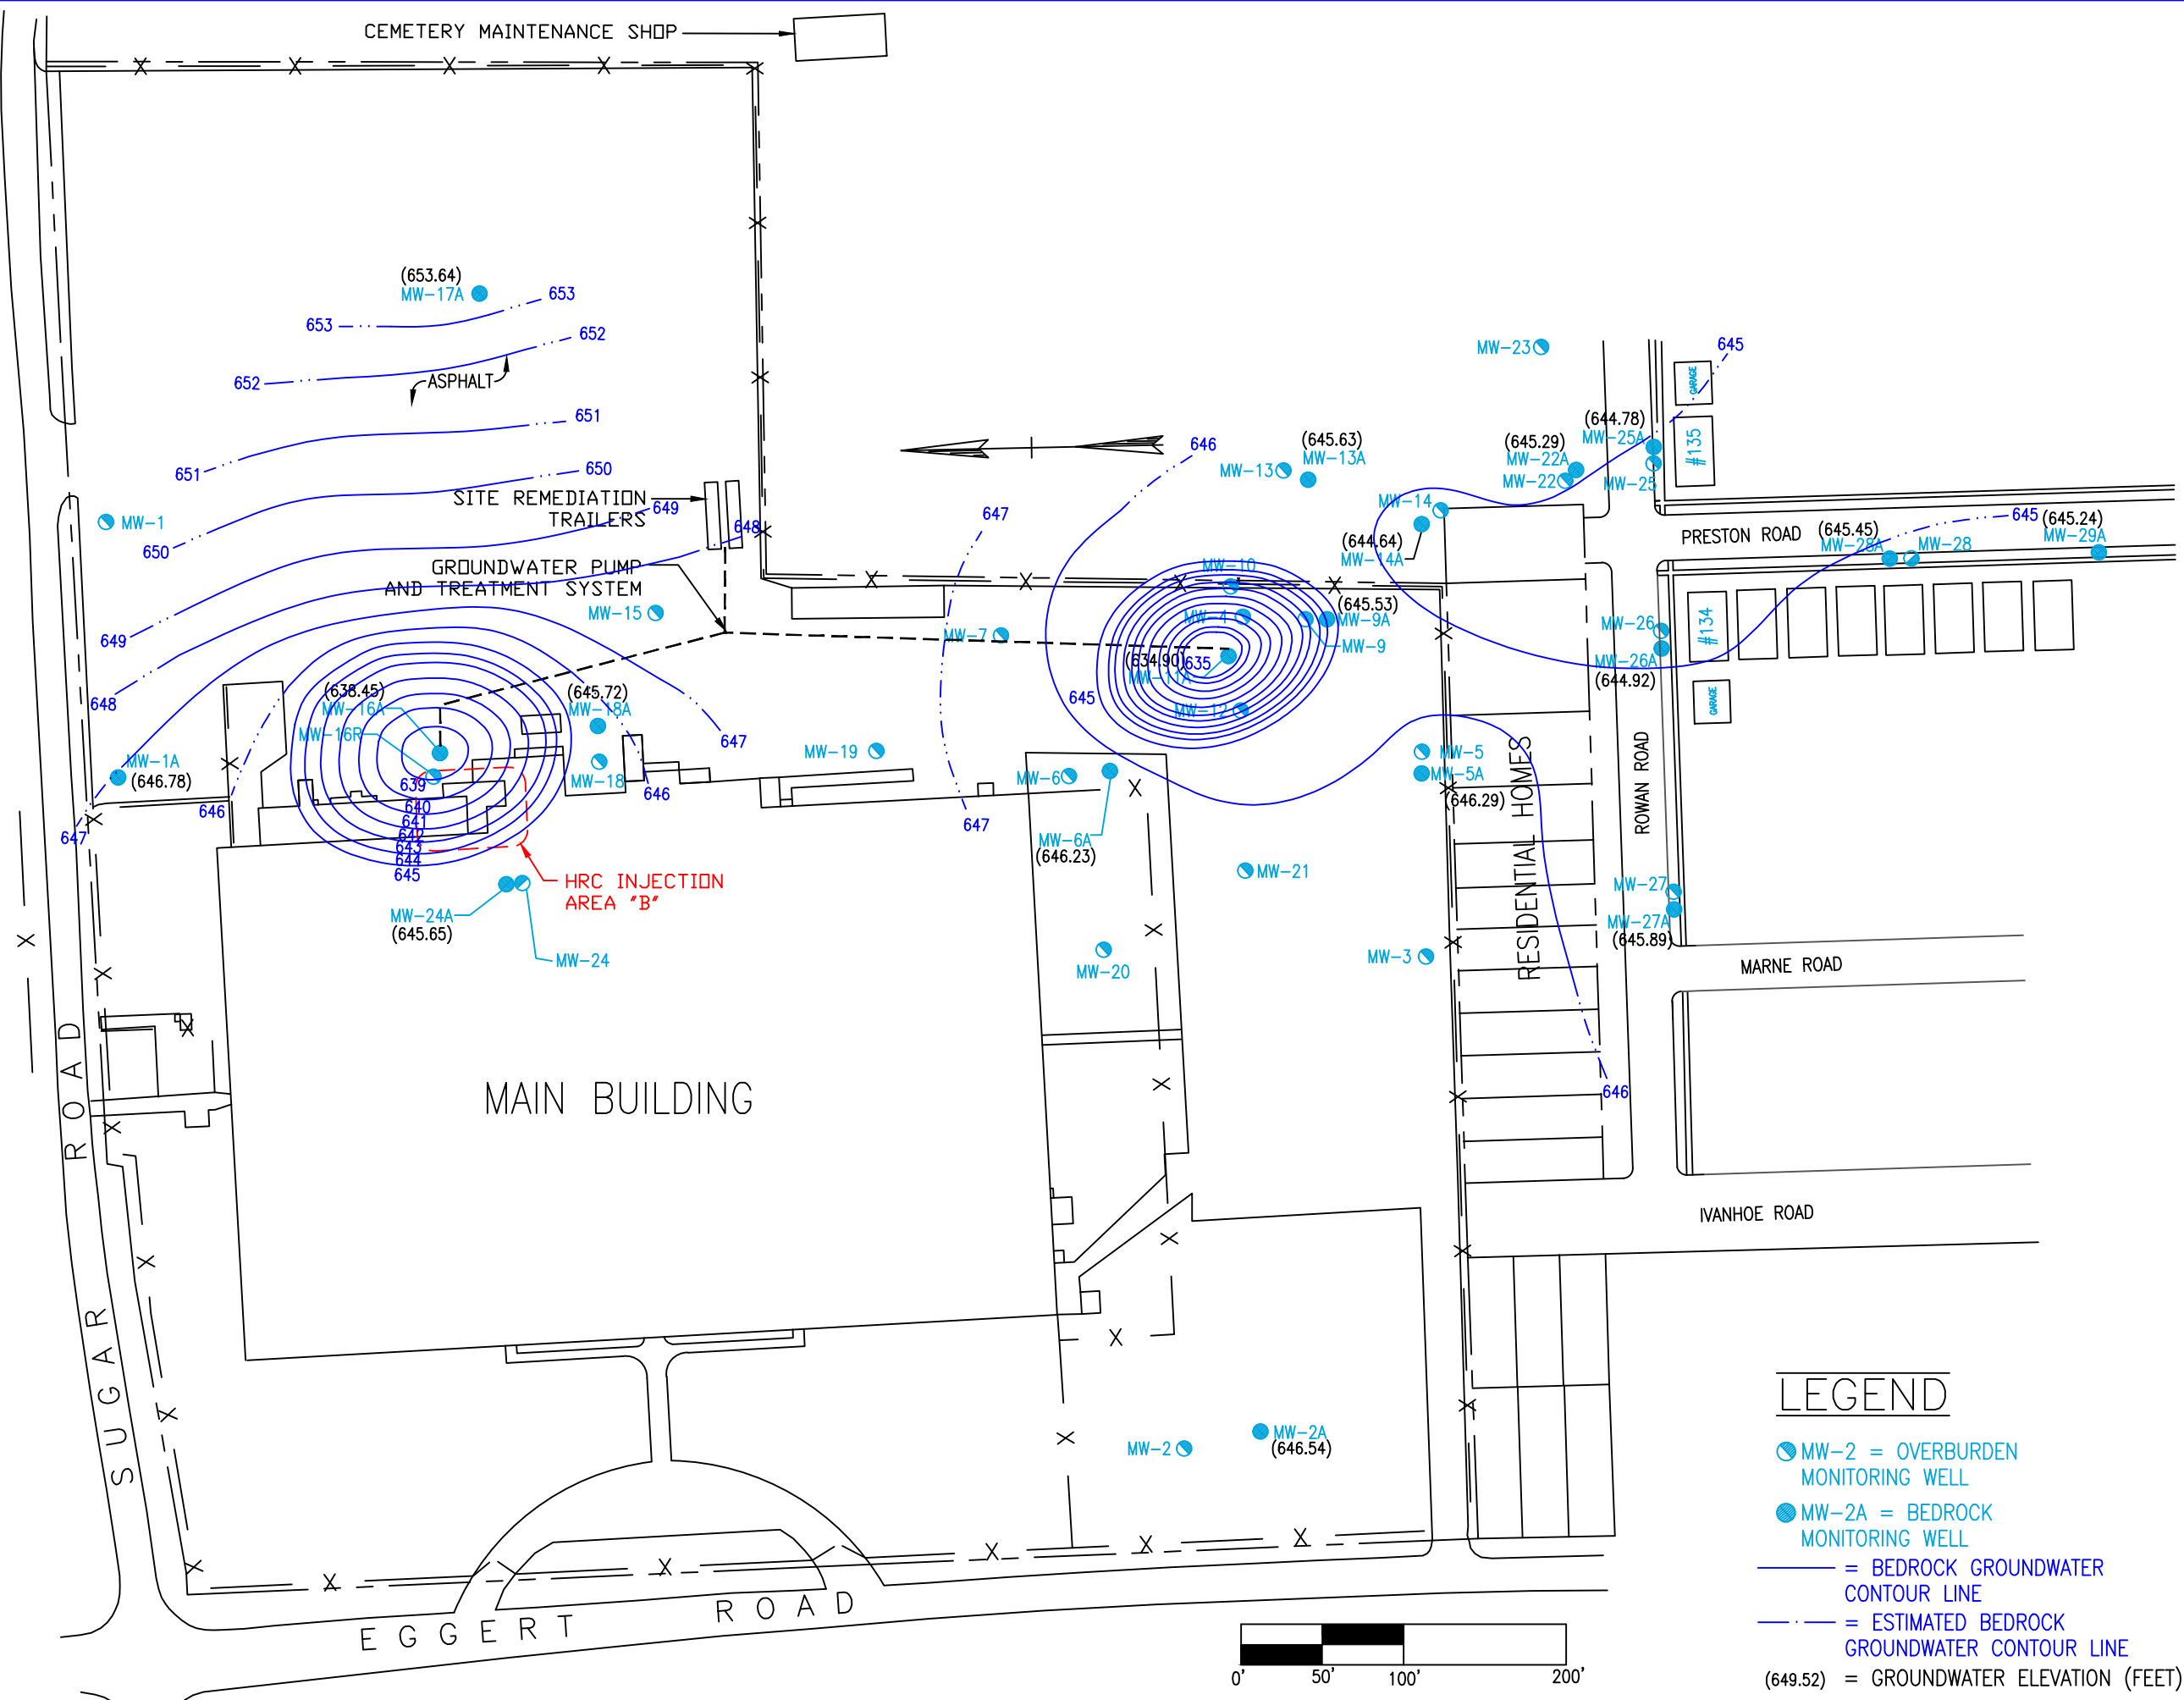 CEMETERY MAINTENANCE SHOP
(653.64)
MW-17A
653
653
652
652
ASPHALT
651
651
650
650
649
649
648
648
647
647
646
646
SITE REMEDIATION
TRAILERS
GROUNDWATER PUMP
AND TREATMENT SYSTEM
MW-1
MW-1A
(646.78)
MW-15
(638.45)
MW-16A
MW-16R
(645.72)
MW-18A
MW-18
639
640
641
642
643
644
645
HRC INJECTION
AREA "B"
MW-24A
(645.65)
MW-24
MW-19
MW-7
647
647
646
MW-13
(645.63)
MW-13A
MW-10
MW-4
(634.90)
635
MW-11A
MW-12
645
(645.53)
MW-9A
MW-9
MW-14
(644.64)
MW-14A
MW-23
(645.29)
MW-22A
MW-22
(644.78)
MW-25A
MW-25
645
GARAGE
#135
PRESTON ROAD
(645.45)
MW-28A
MW-28
645
(645.24)
MW-29A
MW-26
MW-26A
(644.92)
#134
GARAGE
MW-6
MW-6A
(646.23)
MW-5
MW-5A
(646.29)
MW-21
MW-20
MW-3
RESIDENTIAL HOMES
ROWAN ROAD
MW-27
MW-27A
(645.89)
MARNE ROAD
646
IVANHOE ROAD
MAIN BUILDING
SUGAR ROAD
MW-2
MW-2A
(646.54)
EGGERT ROAD
0'
50'
100'
200'
LEGEND
MW-2 = OVERBURDEN
MONITORING WELL
MW-2A = BEDROCK
MONITORING WELL
= BEDROCK GROUNDWATER
CONTOUR LINE
= ESTIMATED BEDROCK
GROUNDWATER CONTOUR LINE
(649.52) = GROUNDWATER ELEVATION (FEET)